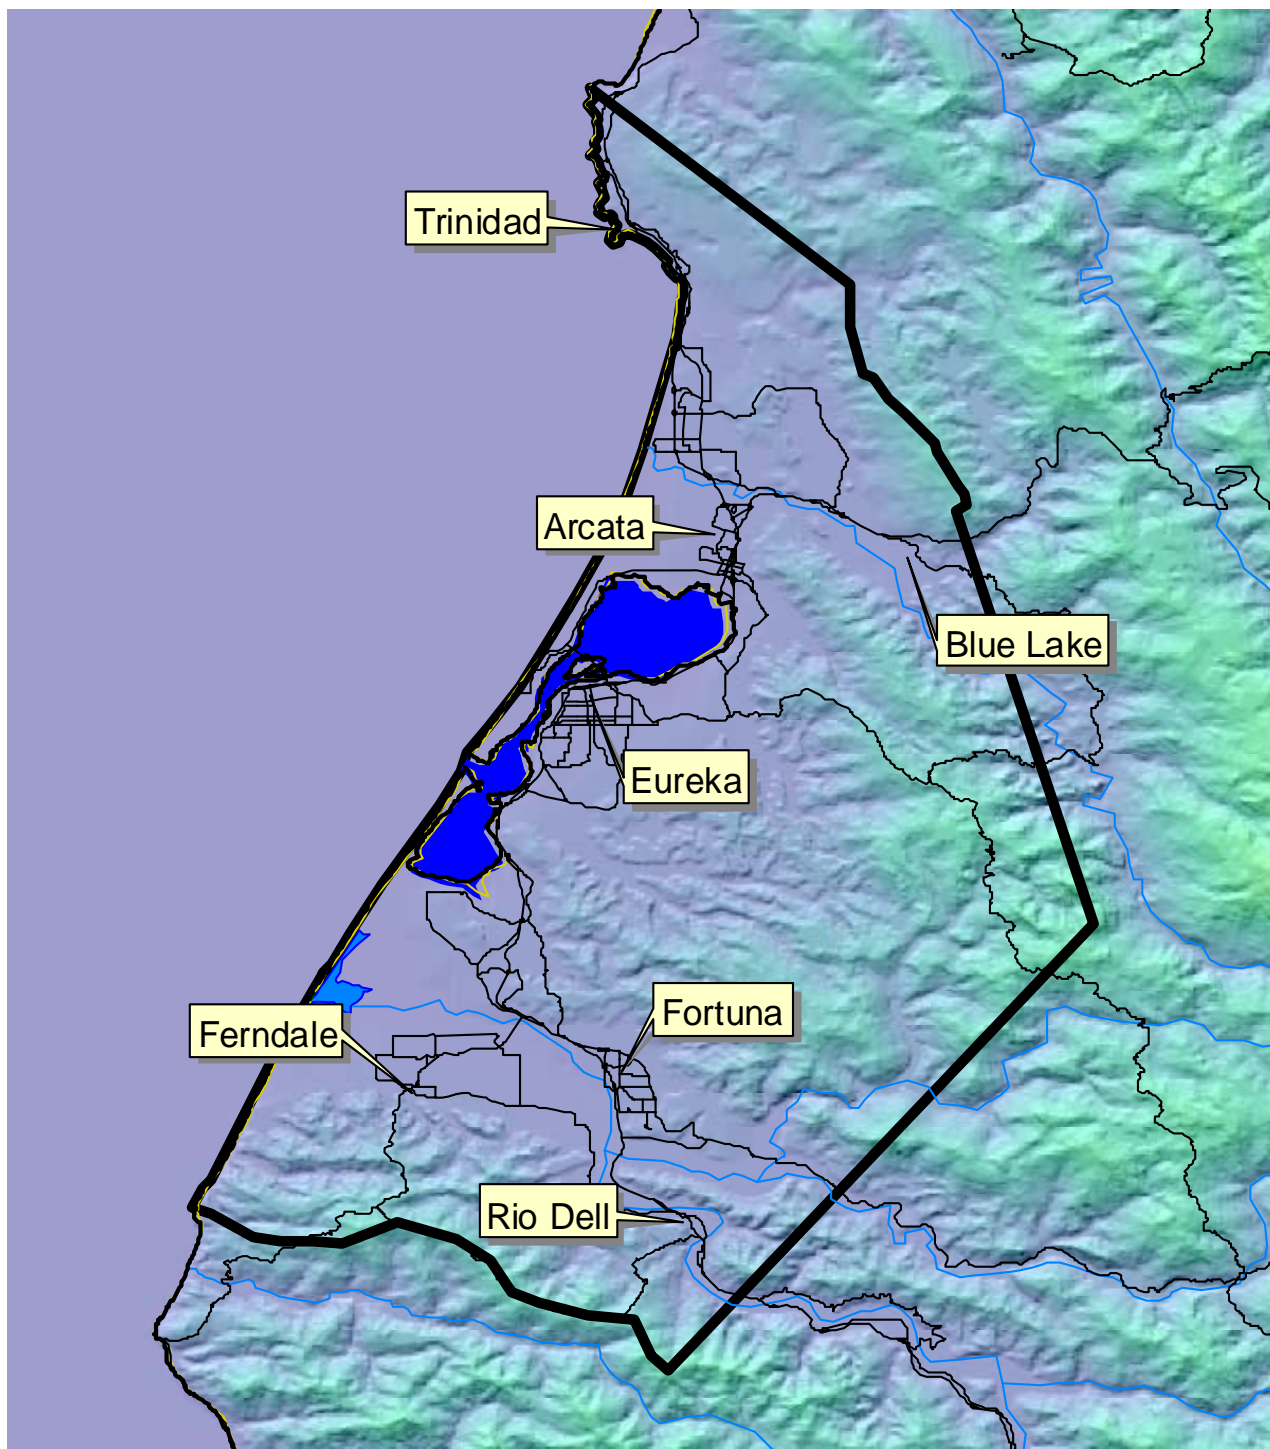 Trinidad
Arcata
Blue Lake
Eureka
Fortuna
Ferndale
Rio Dell